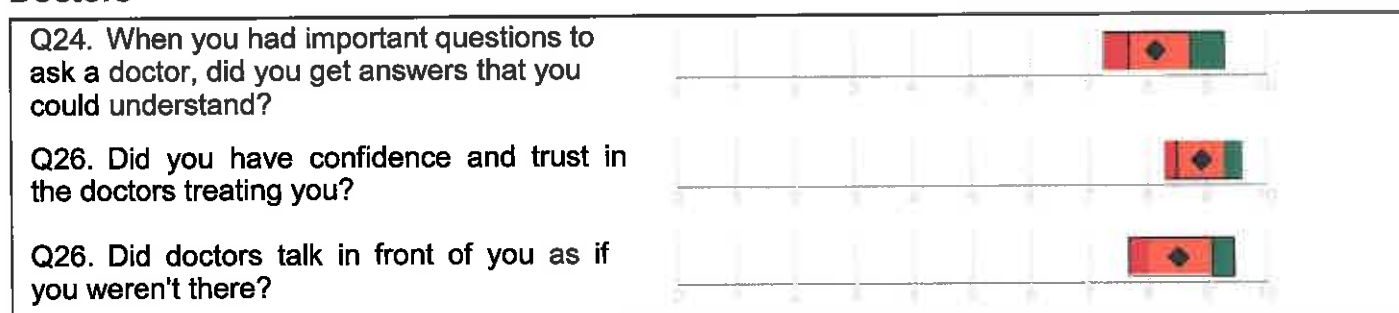 Q24. When you had important questions to
ask a doctor, did you get answers that you
could understand?
Q26. Did you have confidence and trust in
the doctors treating you?
Q26. Did doctors talk in front of you as if
you weren't there?